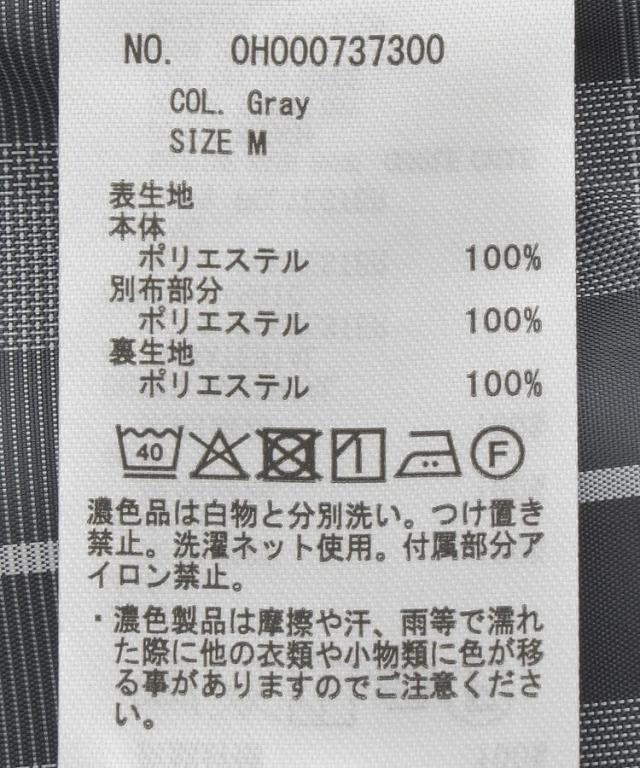 NO. 0H000737300
COL. Gray
SIZE M
表生地
本体
ポリエステル 100%
別布部分
ポリエステル 100%
裏生地
ポリエステル 100%
40 F
濃色品は白物と分別洗い。つけ置き
禁止。洗濯ネット使用。付属部分ア
イロン禁止。
・濃色製品は摩擦や汗、雨等で濡れ
た際に他の衣類や小物類に色が移
る事がありますのでご注意くださ
い。